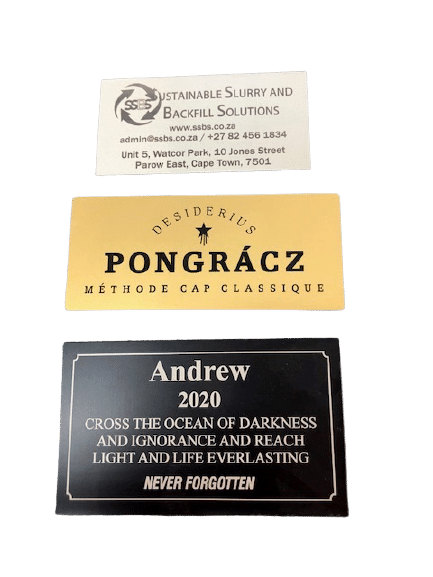 SSBS
SUSTAINABLE SLURRY AND
BACKFILL SOLUTIONS
www.ssbs.co.za
admin@ssbs.co.za / +27 82 456 1834
Unit 5, Watcor Park, 10 Jones Street
Parow East, Cape Town, 7501
DESIDERIUS
PONGRÁCZ
MÉTHODE CAP CLASSIQUE
Andrew
2020
CROSS THE OCEAN OF DARKNESS
AND IGNORANCE AND REACH
LIGHT AND LIFE EVERLASTING
NEVER FORGOTTEN